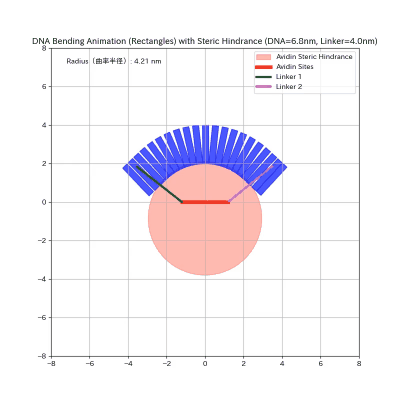 DNA Bending Animation (Rectangles) with Steric Hindrance (DNA=6.8nm, Linker=4.0nm)
Radius（曲率半径）: 4.21 nm
Avidin Steric Hindrance
Avidin Sites
Linker 1
Linker 2
8
6
4
2
0
−2
−4
−6
−8
−8 −6 −4 −2 0 2 4 6 8